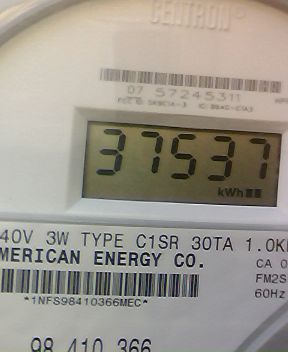 CENTRON®
07 57245311
37537
kWh
40V 3W TYPE C1SR 30TA 1.0K
MERICAN ENERGY CO.
CA 0
FM2S
60Hz
*1NFS98410366MEC*
98 410 366